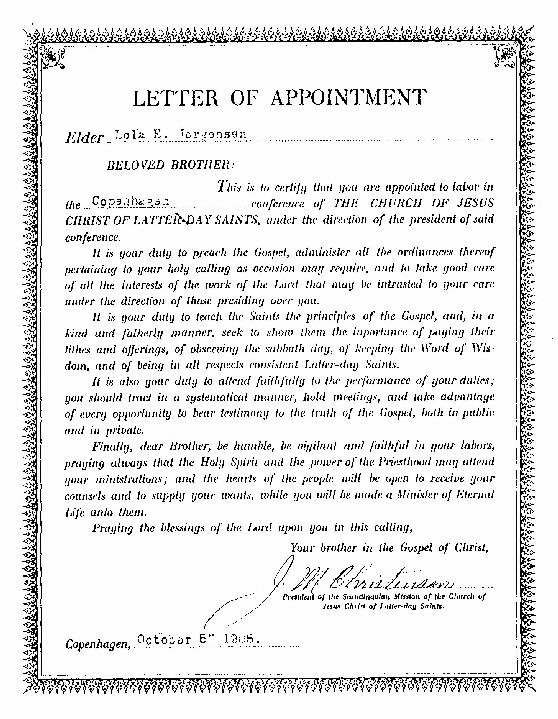 LETTER OF APPOINTMENT
Elder Lola E. Jorgensen
BELOVED BROTHER:
This is to certify that you are appointed to labor in
the Copenhagen conference of THE CHURCH OF JESUS
CHRIST OF LATTER-DAY SAINTS, under the direction of the president of said
conference.
It is your duty to preach the Gospel, administer all the ordinances thereof
pertaining to your holy calling as occasion may require, and to take good care
of all the interests of the work of the Lord that may be intrusted to your care
under the direction of those presiding over you.
It is your duty to teach the Saints the principles of the Gospel, and, in a
kind and fatherly manner, seek to show them the importance of paying their
tithes and offerings, of observing the sabbath day, of keeping the Word of Wis-
dom, and of being in all respects consistent Latter-day Saints.
It is also your duty to attend faithfully to the performance of your duties;
you should tract in a systematical manner, hold meetings, and take advantage
of every opportunity to bear testimony to the truth of the Gospel, both in public
and in private.
Finally, dear Brother, be humble, be vigilant and faithful in your labors,
praying always that the Holy Spirit and the power of the Priesthood may attend
your ministrations; and the hearts of the people will be open to receive your
counsels and to supply your wants, while you will be made a Minister of Eternal
Life unto them.
Praying the blessings of the Lord upon you in this calling,
Your brother in the Gospel of Christ,
J. M. Christensen
President of the Scandinavian Mission of the Church of
Jesus Christ of Latter-day Saints.
Copenhagen, October